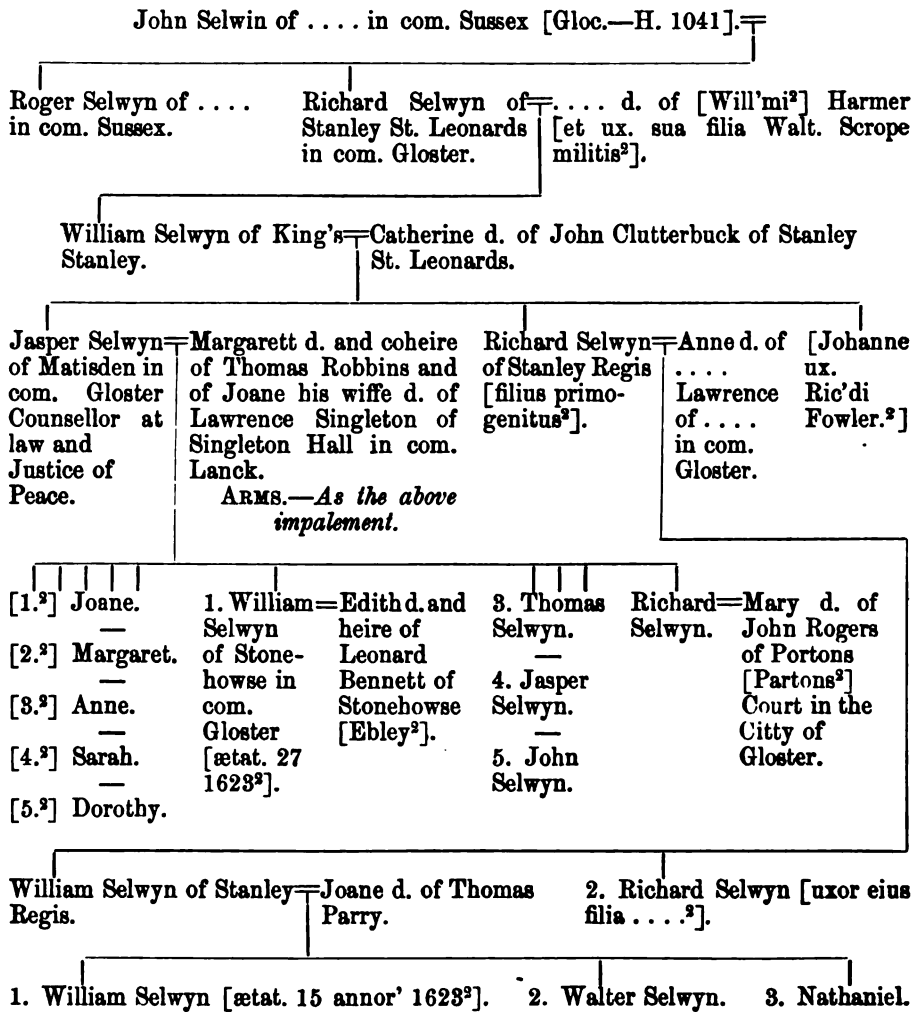 John Selwin of . . . . in com. Sussex [Gloc.—H. 1041].
Roger Selwyn of . . . .
in com. Sussex.
Richard Selwyn of
Stanley St. Leonards
in com. Gloster.
. . . . d. of [Will'mi²] Harmer
[et ux. sua filia Walt. Scrope
militis²].
William Selwyn of King's
Stanley.
Catherine d. of John Clutterbuck of Stanley
St. Leonards.
Jasper Selwyn
of Matisden in
com. Gloster
Counsellor at
law and
Justice of
Peace.
Margarett d. and coheire
of Thomas Robbins and
of Joane his wiffe d. of
Lawrence Singleton of
Singleton Hall in com.
Lanck.
ARMS.—As the above
impalement.
Richard Selwyn
of Stanley Regis
[filius primo-
genitus²].
Anne d. of
. . . .
Lawrence
of . . . .
in com.
Gloster.
[Johanne
ux.
Ric'di
Fowler.²]
[1.²] Joane.
—
[2.²] Margaret.
—
[3.²] Anne.
—
[4.²] Sarah.
—
[5.²] Dorothy.
1. William
Selwyn
of Stone-
howse in
com.
Gloster
[ætat. 27
1623²].
Edith d. and
heire of
Leonard
Bennett of
Stonehowse
[Ebley²].
3. Thomas
Selwyn.
—
4. Jasper
Selwyn.
—
5. John
Selwyn.
Richard
Selwyn.
Mary d. of
John Rogers
of Portons
[Partons²]
Court in the
Citty of
Gloster.
William Selwyn of Stanley
Regis.
Joane d. of Thomas
Parry.
2. Richard Selwyn [uxor eius
filia . . . .²].
1. William Selwyn [ætat. 15 annor' 1623²].
2. Walter Selwyn.
3. Nathaniel.